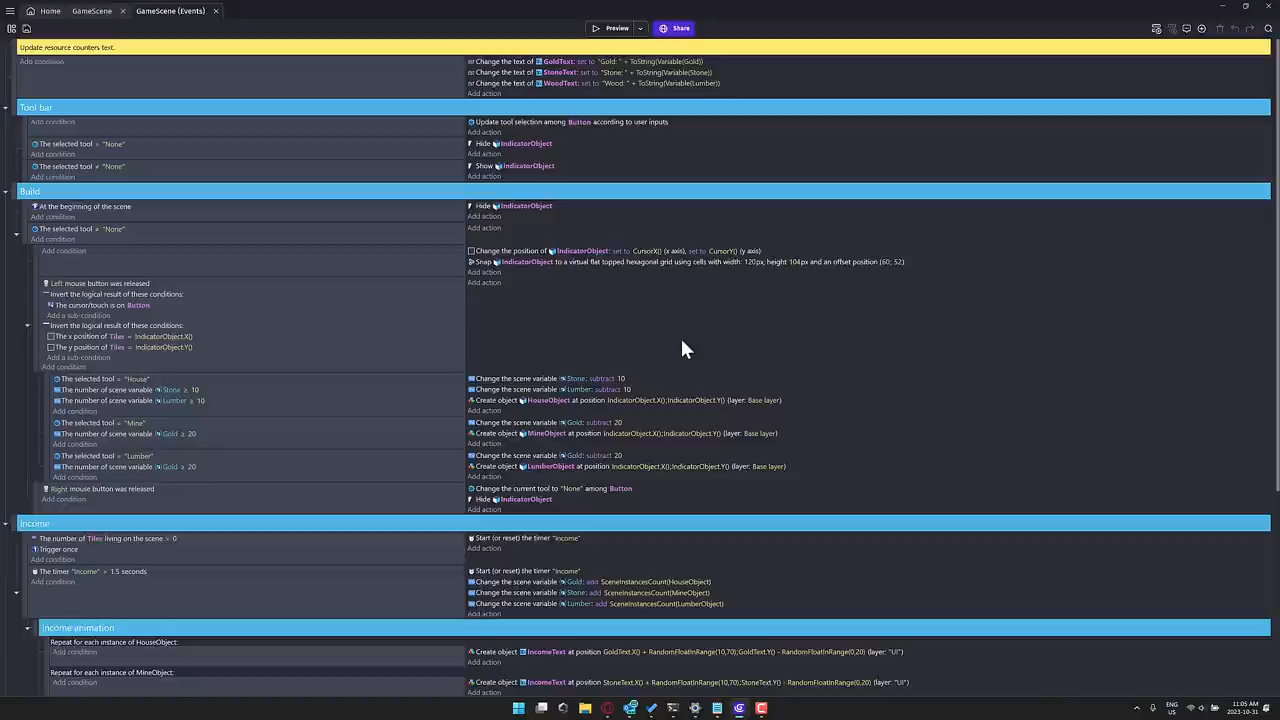 Home
GameScene
GameScene (Events)
Preview
Share
Update resource counters text.
Add condition
Change the text of GoldText: set to "Gold: " + ToString(Variable(Gold))
Change the text of StoneText: set to "Stone: " + ToString(Variable(Stone))
Change the text of WoodText: set to "Wood: " + ToString(Variable(Lumber))
Add action
Tool bar
Add condition
Update tool selection among Button according to user inputs
Add action
The selected tool = "None"
Hide IndicatorObject
Add condition
Add action
The selected tool ≠ "None"
Show IndicatorObject
Add condition
Add action
Build
At the beginning of the scene
Hide IndicatorObject
Add condition
Add action
The selected tool ≠ "None"
Add action
Add condition
Add condition
Change the position of IndicatorObject: set to CursorX() (x axis), set to CursorY() (y axis)
Snap IndicatorObject to a virtual flat topped hexagonal grid using cells with width: 120px, height 104px and an offset position (60; 52)
Add action
Left mouse button was released
Add action
Invert the logical result of these conditions:
The cursor/touch is on Button
Add a sub-condition
Invert the logical result of these conditions:
The x position of Tiles = IndicatorObject.X()
The y position of Tiles = IndicatorObject.Y()
Add a sub-condition
Add condition
The selected tool = "House"
Change the scene variable Stone: subtract 10
The number of scene variable Stone ≥ 10
Change the scene variable Lumber: subtract 10
The number of scene variable Lumber ≥ 10
Create object HouseObject at position IndicatorObject.X();IndicatorObject.Y() (layer: Base layer)
Add condition
Add action
The selected tool = "Mine"
Change the scene variable Gold: subtract 20
The number of scene variable Gold ≥ 20
Create object MineObject at position IndicatorObject.X();IndicatorObject.Y() (layer: Base layer)
Add condition
Add action
The selected tool = "Lumber"
Change the scene variable Gold: subtract 20
The number of scene variable Gold ≥ 20
Create object LumberObject at position IndicatorObject.X();IndicatorObject.Y() (layer: Base layer)
Add condition
Add action
Right mouse button was released
Change the current tool to "None" among Button
Add condition
Hide IndicatorObject
Add action
Income
The number of Tiles living on the scene > 0
Start (or reset) the timer "Income"
Trigger once
Add action
Add condition
The timer "Income" > 1.5 seconds
Start (or reset) the timer "Income"
Add condition
Change the scene variable Gold: add SceneInstancesCount(HouseObject)
Change the scene variable Stone: add SceneInstancesCount(MineObject)
Change the scene variable Lumber: add SceneInstancesCount(LumberObject)
Add action
Income animation
Repeat for each instance of HouseObject:
Add condition
Create object IncomeText at position GoldText.X() + RandomFloatInRange(10,70);GoldText.Y() - RandomFloatInRange(0,20) (layer: "UI")
Add action
Repeat for each instance of MineObject:
Add condition
Create object IncomeText at position StoneText.X() + RandomFloatInRange(10,70);StoneText.Y() - RandomFloatInRange(0,20) (layer: "UI")
Add action
ENG
US
11:05 AM
2023-10-31